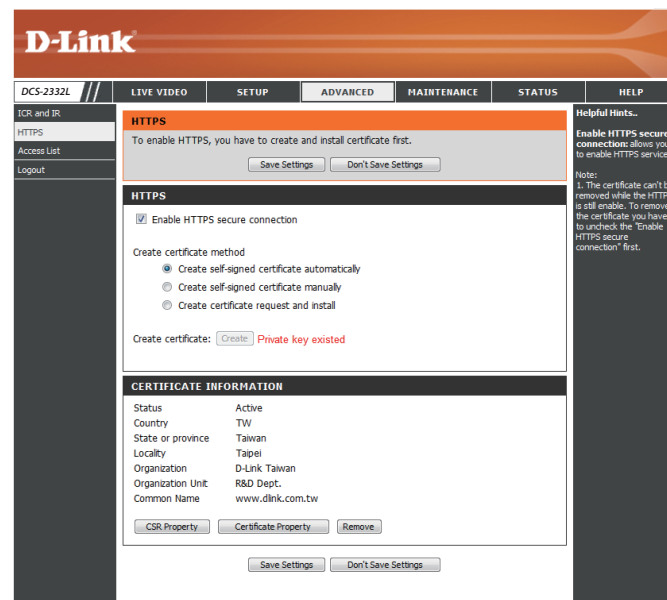 D-Link
DCS-2332L
LIVE VIDEO
SETUP
ADVANCED
MAINTENANCE
STATUS
HELP
ICR and IR
HTTPS
Access List
Logout
HTTPS
To enable HTTPS, you have to create and install certificate first.
Save Settings
Don't Save Settings
HTTPS
Enable HTTPS secure connection
Create certificate method
Create self-signed certificate automatically
Create self-signed certificate manually
Create certificate request and install
Create certificate: Create Private key existed
CERTIFICATE INFORMATION
Status Active
Country TW
State or province Taiwan
Locality Taipei
Organization D-Link Taiwan
Organization Unit R&D Dept.
Common Name www.dlink.com.tw
CSR Property
Certificate Property
Remove
Save Settings
Don't Save Settings
Helpful Hints..
Enable HTTPS secure
connection: allows you
to enable HTTPS service
Note:
1. The certificate can't b
removed while the HTTP
is still enable. To remove
the certificate you have
to uncheck the "Enable
HTTPS secure
connection" first.